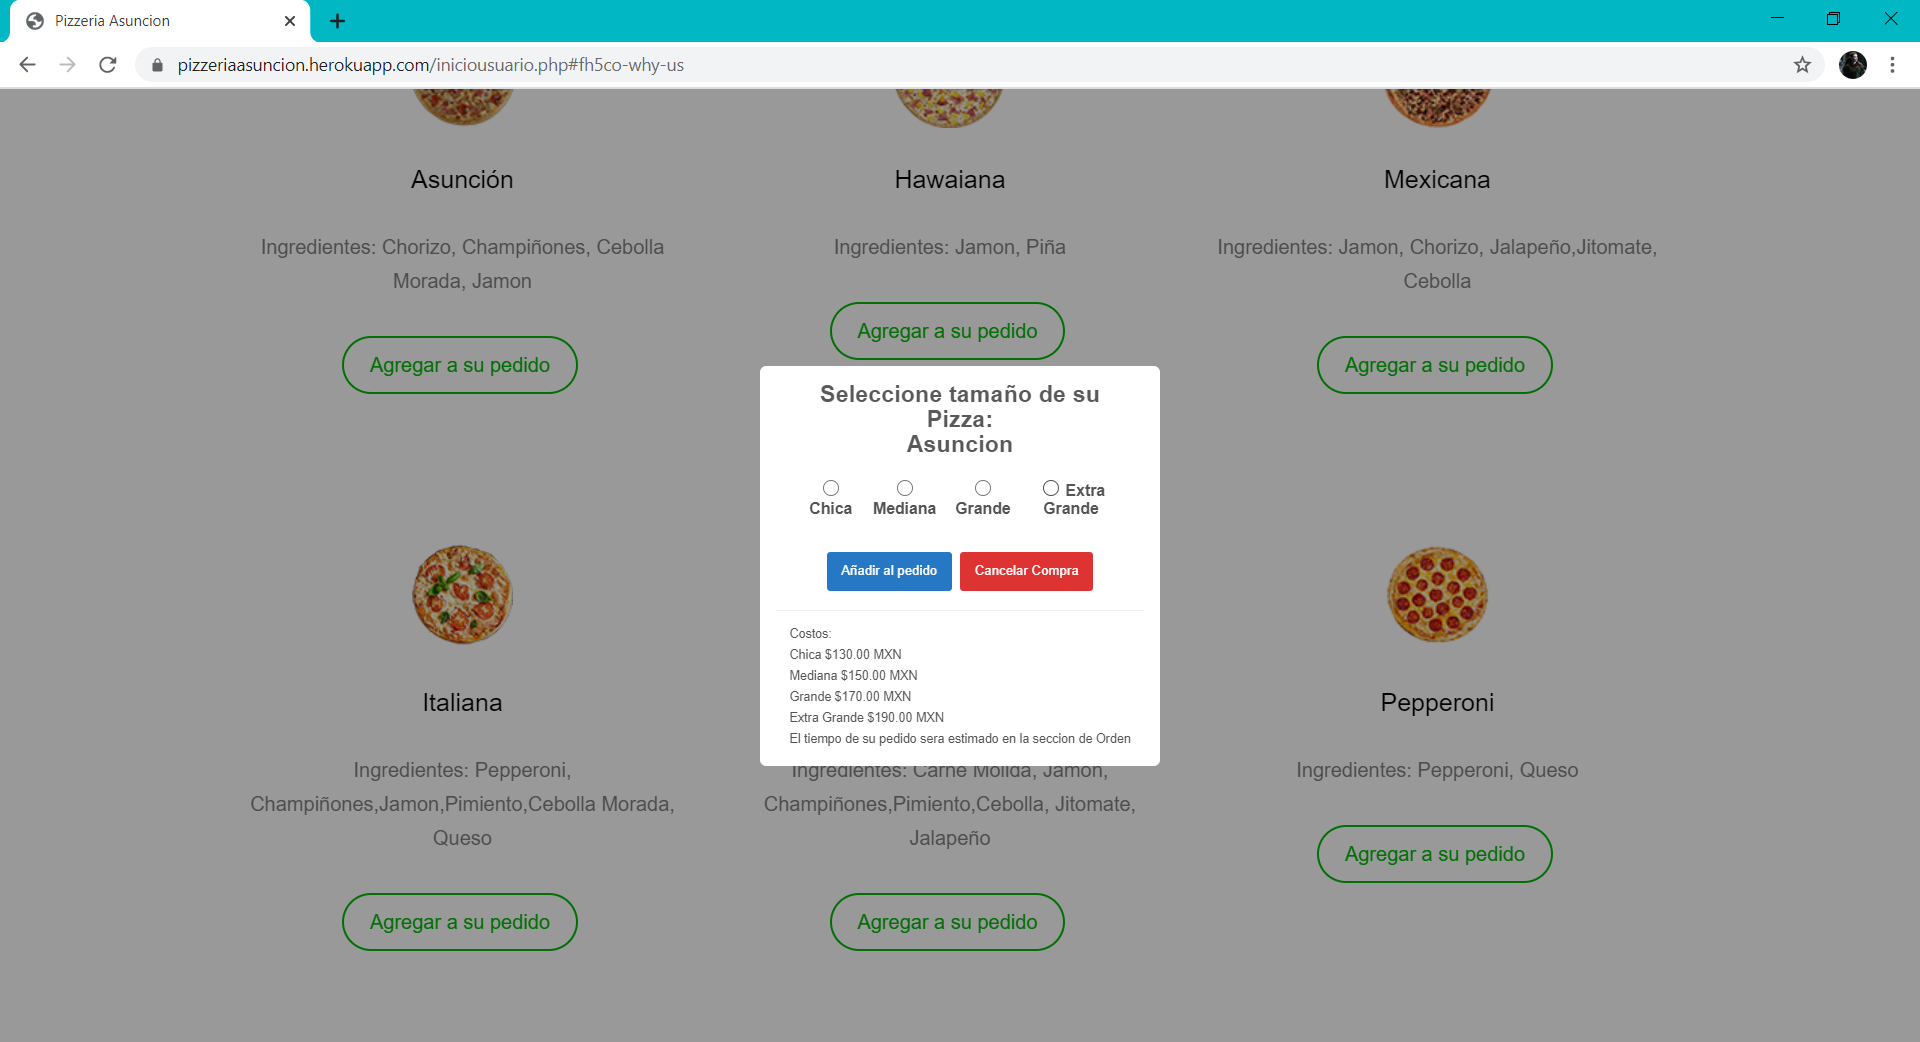 Pizzeria Asuncion
pizzeriaasuncion.herokuapp.com/iniciousuario.php#fh5co-why-us
Asunción
Hawaiana
Mexicana
Ingredientes: Chorizo, Champiñones, Cebolla
Morada, Jamon
Ingredientes: Jamon, Piña
Ingredientes: Jamon, Chorizo, Jalapeño,Jitomate,
Cebolla
Agregar a su pedido
Agregar a su pedido
Agregar a su pedido
Seleccione tamaño de su
Pizza:
Asuncion
Chica
Mediana
Grande
Extra
Grande
Añadir al pedido
Cancelar Compra
Costos:
Chica $130.00 MXN
Mediana $150.00 MXN
Grande $170.00 MXN
Extra Grande $190.00 MXN
El tiempo de su pedido sera estimado en la seccion de Orden
Italiana
Pepperoni
Ingredientes: Pepperoni,
Champiñones,Jamon,Pimiento,Cebolla Morada,
Queso
Ingredientes: Carne Molida, Jamon,
Champiñones,Pimiento,Cebolla, Jitomate,
Jalapeño
Ingredientes: Pepperoni, Queso
Agregar a su pedido
Agregar a su pedido
Agregar a su pedido